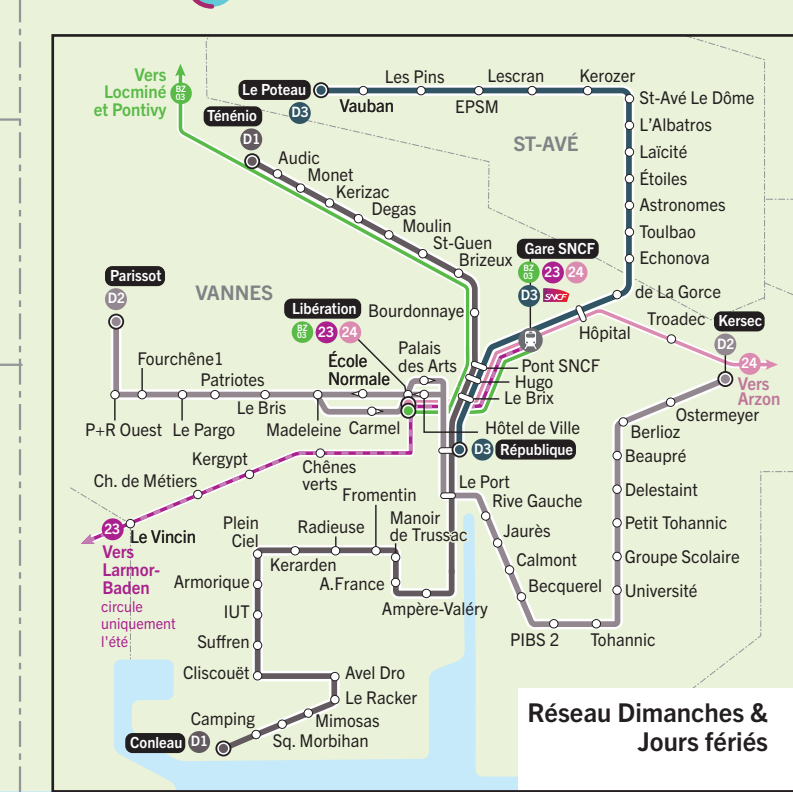 Vers
Locminé
et Pontivy
BZ
03
Le Poteau
D3
Vauban
Les Pins
EPSM
Lescran
Kerozer
St-Avé Le Dôme
L'Albatros
Laïcité
Étoiles
Astronomes
Toulbao
Echonova
de La Gorce
ST-AVÉ
Ténénio
D1
Audic
Monet
Kerizac
Degas
Moulin
St-Guen
Brizeux
Bourdonnaye
Gare SNCF
BZ
03
23
24
D3
SNCF
Hôpital
Troadec
Kersec
D2
24
Vers
Arzon
Parissot
D2
VANNES
Libération
BZ
03
23
24
École
Normale
Palais
des Arts
Pont SNCF
Hugo
Le Brix
Fourchêne1
Patriotes
Le Bris
P+R Ouest
Le Pargo
Madeleine
Carmel
Hôtel de Ville
D3
République
Ostermeyer
Berlioz
Beaupré
Delestaint
Petit Tohannic
Groupe Scolaire
Université
Kergypt
Chênes
verts
Ch. de Métiers
Le Vincin
23
Vers
Larmor-
Baden
circule
uniquement
l'été
Le Port
Rive Gauche
Jaurès
Calmont
Becquerel
PIBS 2
Tohannic
Fromentin
Plein
Ciel
Radieuse
Manoir
de Trussac
Kerarden
A.France
Armorique
Ampère-Valéry
IUT
Suffren
Cliscouët
Avel Dro
Le Racker
Mimosas
Camping
Sq. Morbihan
Conleau
D1
Réseau Dimanches &
Jours fériés